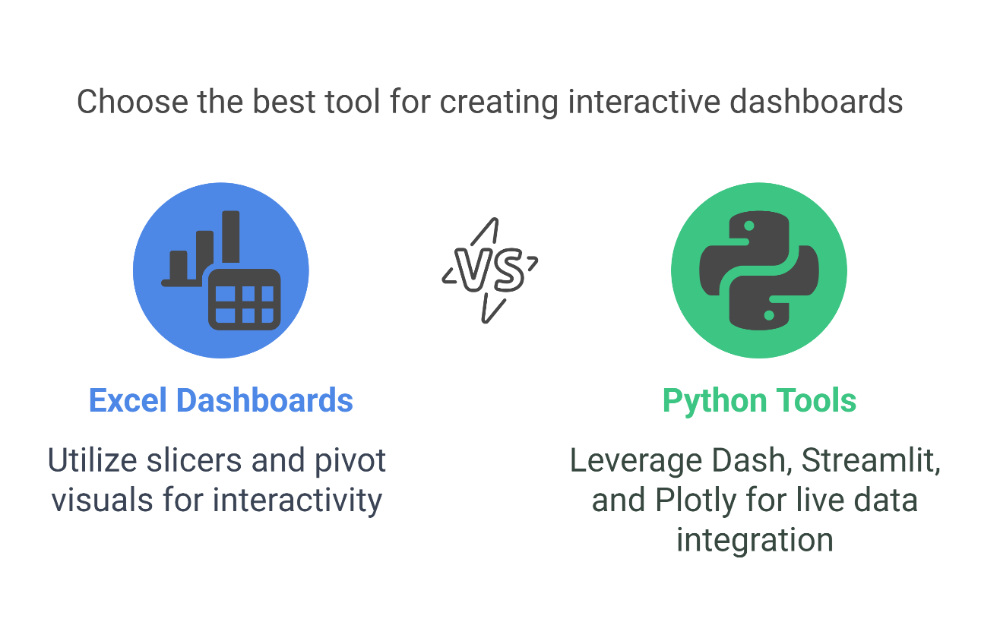 Choose the best tool for creating interactive dashboards
VS
Excel Dashboards
Utilize slicers and pivot
visuals for interactivity
Python Tools
Leverage Dash, Streamlit,
and Plotly for live data
integration